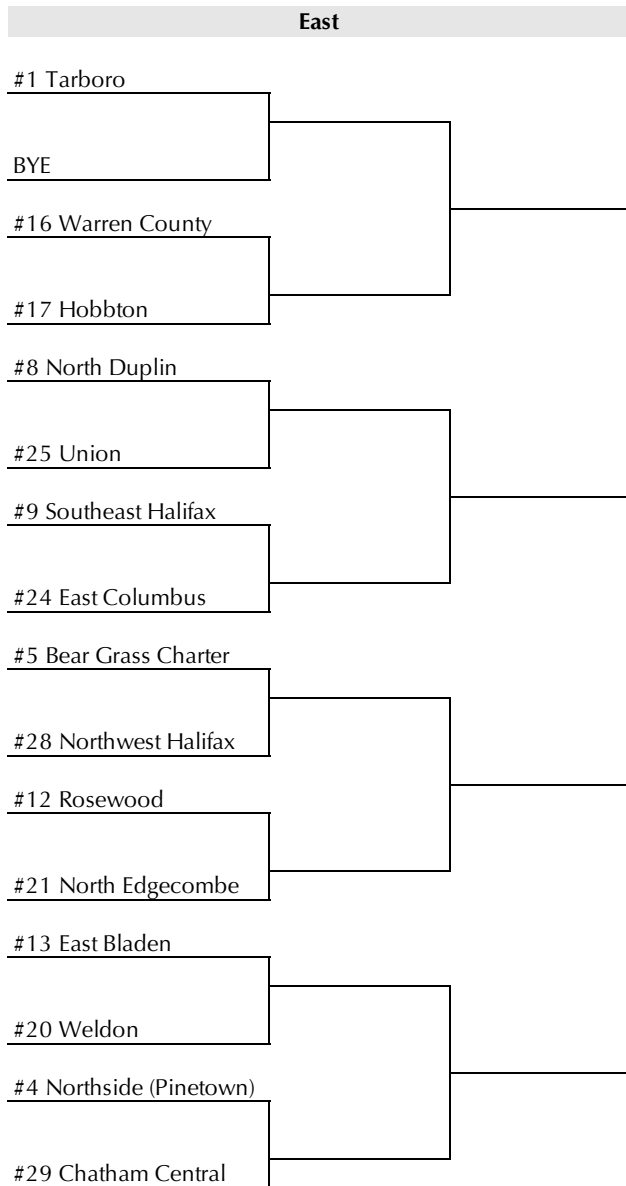 East
#1 Tarboro
BYE
#16 Warren County
#17 Hobbton
#8 North Duplin
#25 Union
#9 Southeast Halifax
#24 East Columbus
#5 Bear Grass Charter
#28 Northwest Halifax
#12 Rosewood
#21 North Edgecombe
#13 East Bladen
#20 Weldon
#4 Northside (Pinetown)
#29 Chatham Central